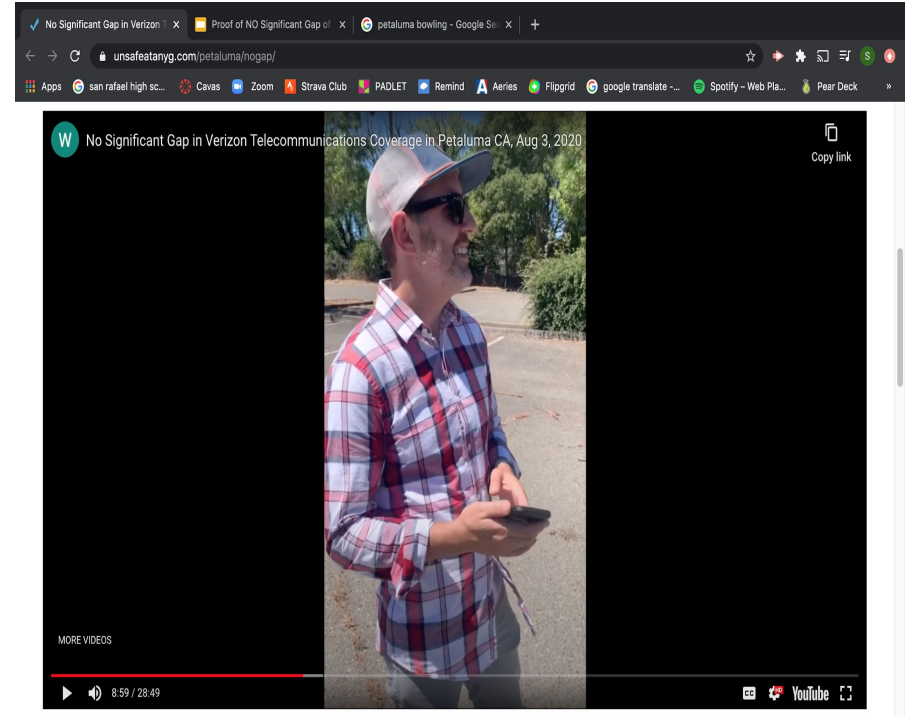 No Significant Gap in Verizon T
Proof of NO Significant Gap of
petaluma bowling - Google Sea
unsafeatanyg.com/petaluma/nogap/
S
Apps
san rafael high sc...
Cavas
Zoom
Strava Club
PADLET
Remind
Aeries
Flipgrid
google translate -...
Spotify – Web Pla...
Pear Deck
»
W
No Significant Gap in Verizon Telecommunications Coverage in Petaluma CA, Aug 3, 2020
Copy link
MORE VIDEOS
8:59 / 28:49
CC
HD
YouTube